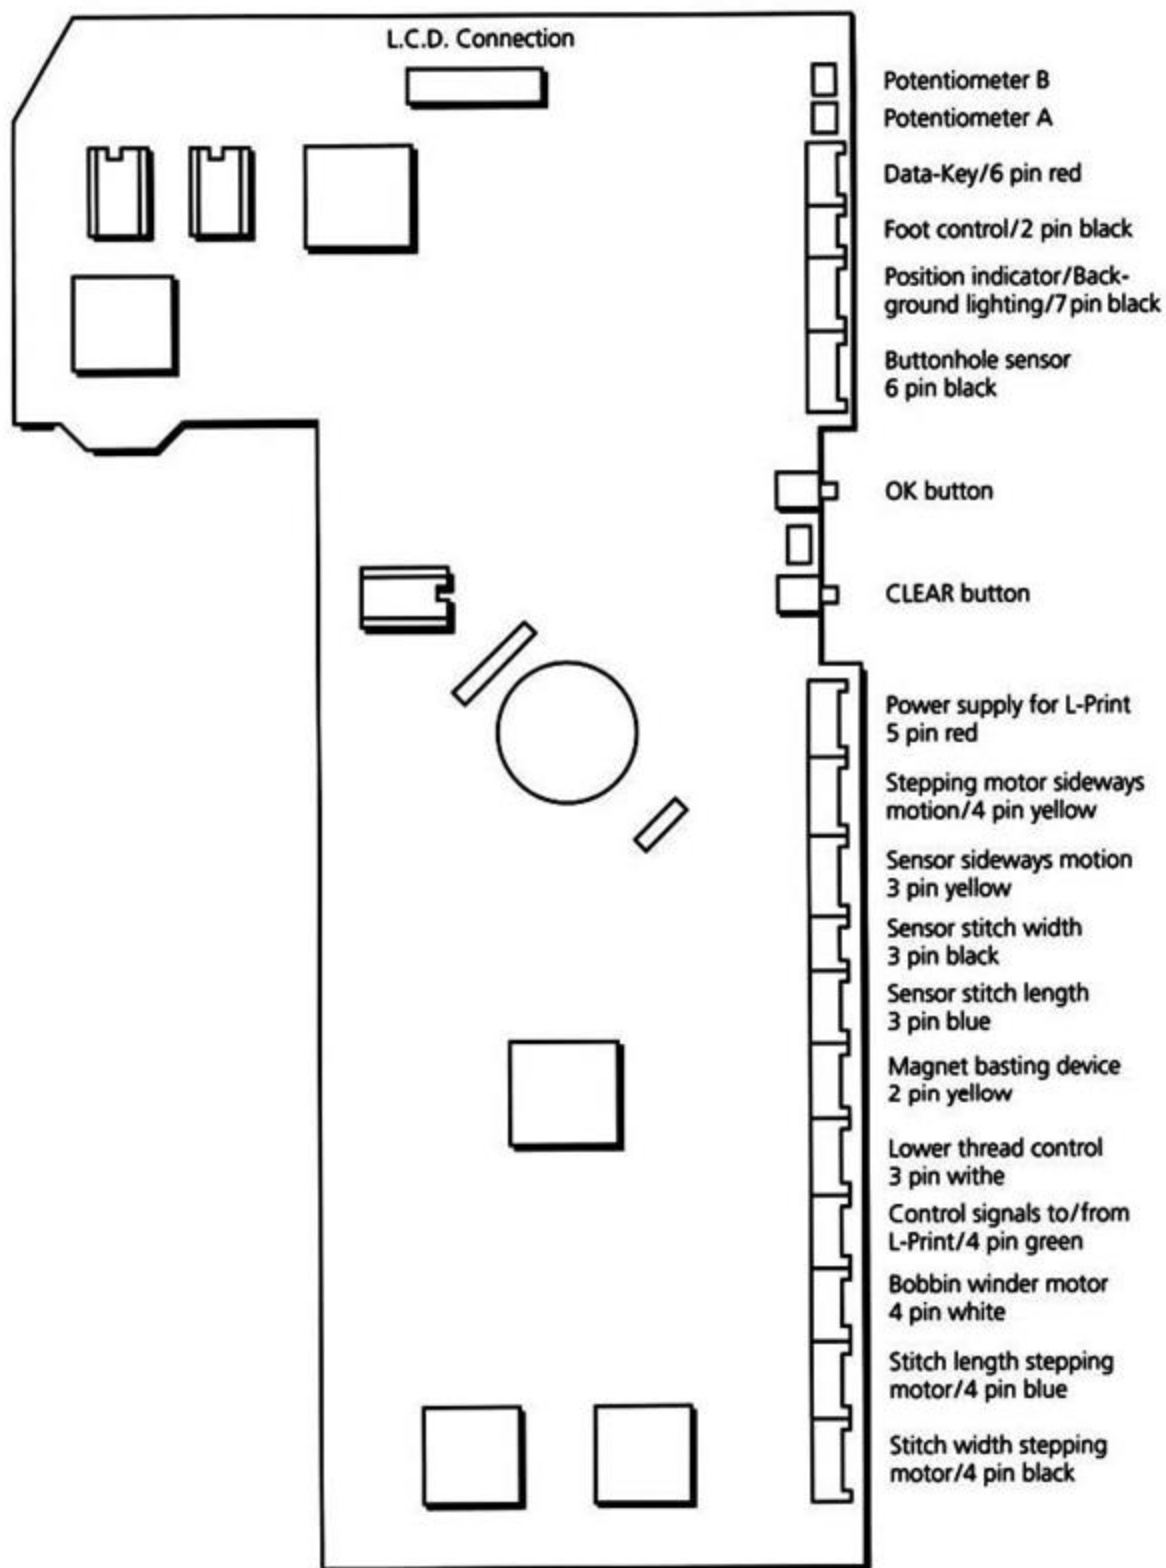 L.C.D. Connection
Potentiometer B
Potentiometer A
Data-Key/6 pin red
Foot control/2 pin black
Position indicator/Back-
ground lighting/7 pin black
Buttonhole sensor
6 pin black
OK button
CLEAR button
Power supply for L-Print
5 pin red
Stepping motor sideways
motion/4 pin yellow
Sensor sideways motion
3 pin yellow
Sensor stitch width
3 pin black
Sensor stitch length
3 pin blue
Magnet basting device
2 pin yellow
Lower thread control
3 pin withe
Control signals to/from
L-Print/4 pin green
Bobbin winder motor
4 pin white
Stitch length stepping
motor/4 pin blue
Stitch width stepping
motor/4 pin black